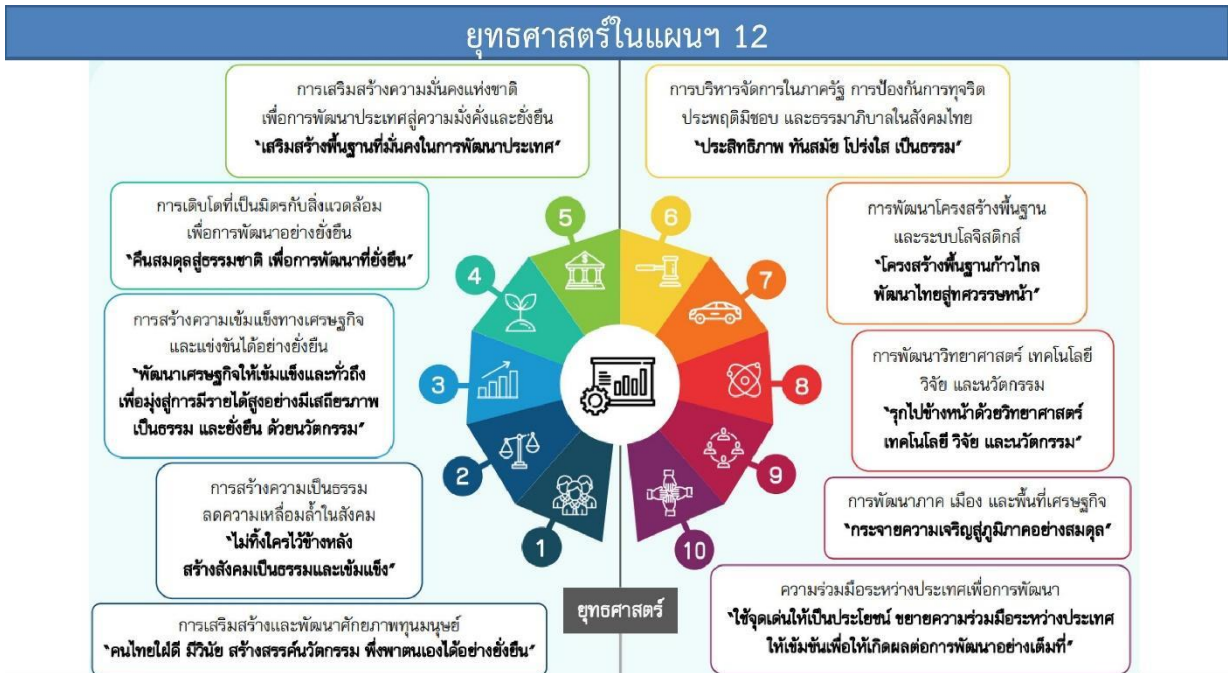 ยุทธศาสตร์ในแผนฯ 12
การเสริมสร้างความมั่นคงแห่งชาติ
เพื่อการพัฒนาประเทศสู่ความมั่งคั่งและยั่งยืน
“เสริมสร้างพื้นฐานที่มั่นคงในการพัฒนาประเทศ”
การบริหารจัดการในภาครัฐ การป้องกันการทุจริต
ประพฤติมิชอบ และธรรมาภิบาลในสังคมไทย
“ประสิทธิภาพ ทันสมัย โปร่งใส เป็นธรรม”
การเติบโตที่เป็นมิตรกับสิ่งแวดล้อม
เพื่อการพัฒนาอย่างยั่งยืน
“คืนสมดุลสู่ธรรมชาติ เพื่อการพัฒนาที่ยั่งยืน”
การพัฒนาโครงสร้างพื้นฐาน
และระบบโลจิสติกส์
“โครงสร้างพื้นฐานก้าวไกล
พัฒนาไทยสู่ทศวรรษหน้า”
การสร้างความเข้มแข็งทางเศรษฐกิจ
และแข่งขันได้อย่างยั่งยืน
“พัฒนาเศรษฐกิจให้เข้มแข็งและทั่วถึง
เพื่อมุ่งสู่การมีรายได้สูงอย่างมีเสถียรภาพ
เป็นธรรม และยั่งยืน ด้วยนวัตกรรม”
การพัฒนาวิทยาศาสตร์ เทคโนโลยี
วิจัย และนวัตกรรม
“รุกไปข้างหน้าด้วยวิทยาศาสตร์
เทคโนโลยี วิจัย และนวัตกรรม”
การสร้างความเป็นธรรม
ลดความเหลื่อมล้ำในสังคม
“ไม่ทิ้งใครไว้ข้างหลัง
สร้างสังคมเป็นธรรมและเข้มแข็ง”
การพัฒนาภาค เมือง และพื้นที่เศรษฐกิจ
“กระจายความเจริญสู่ภูมิภาคอย่างสมดุล”
การเสริมสร้างและพัฒนาศักยภาพทุนมนุษย์
“คนไทยใฝ่ดี มีวินัย สร้างสรรค์นวัตกรรม พึ่งพาตนเองได้อย่างยั่งยืน”
ความร่วมมือระหว่างประเทศเพื่อการพัฒนา
“ใช้จุดเด่นให้เป็นประโยชน์ ขยายความร่วมมือระหว่างประเทศ
ให้เข้มข้นเพื่อให้เกิดผลต่อการพัฒนาอย่างเต็มที่”
1
2
3
4
5
6
7
8
9
10
ยุทธศาสตร์